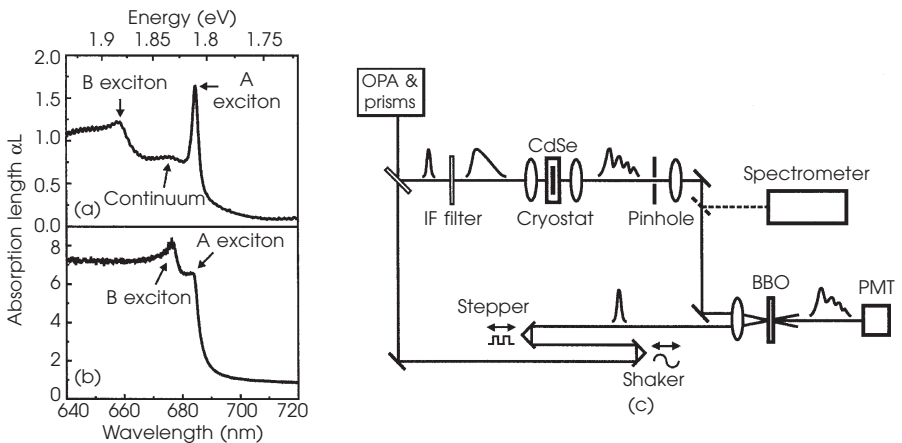 Energy (eV)
1.89 1.85 1.81 1.75
2.0
1.5
1.0
0.5
0.0
B exciton
A
exciton
Continuum
(a)
Absorption length αL
8
6
4
2
0
A exciton
B exciton
(b)
640 660 680 700 720
Wavelength (nm)
OPA &
prisms
IF filter
CdSe
Cryostat
Pinhole
Spectrometer
BBO
PMT
Stepper
Shaker
(c)